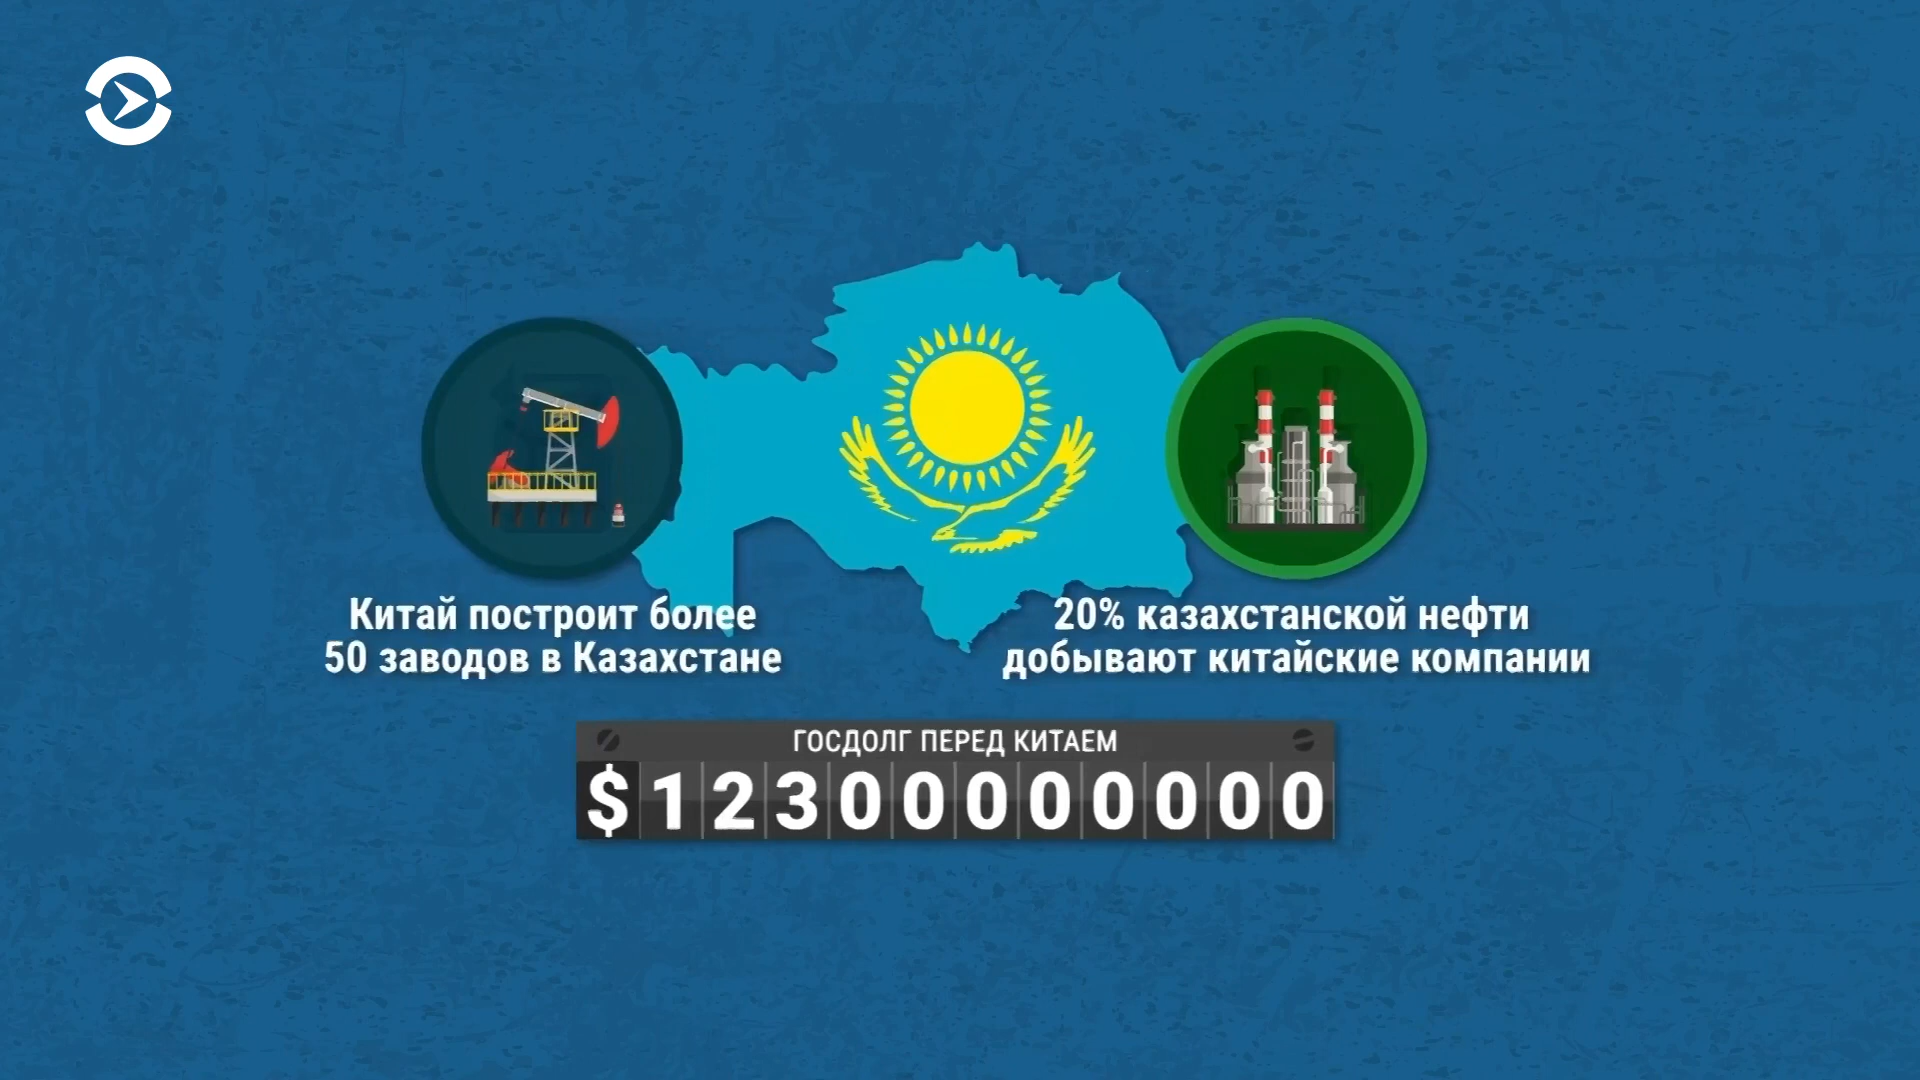 Китай построит более
50 заводов в Казахстане
20% казахстанской нефти
добывают китайские компании
ГОСДОЛГ ПЕРЕД КИТАЕМ
$12300000000